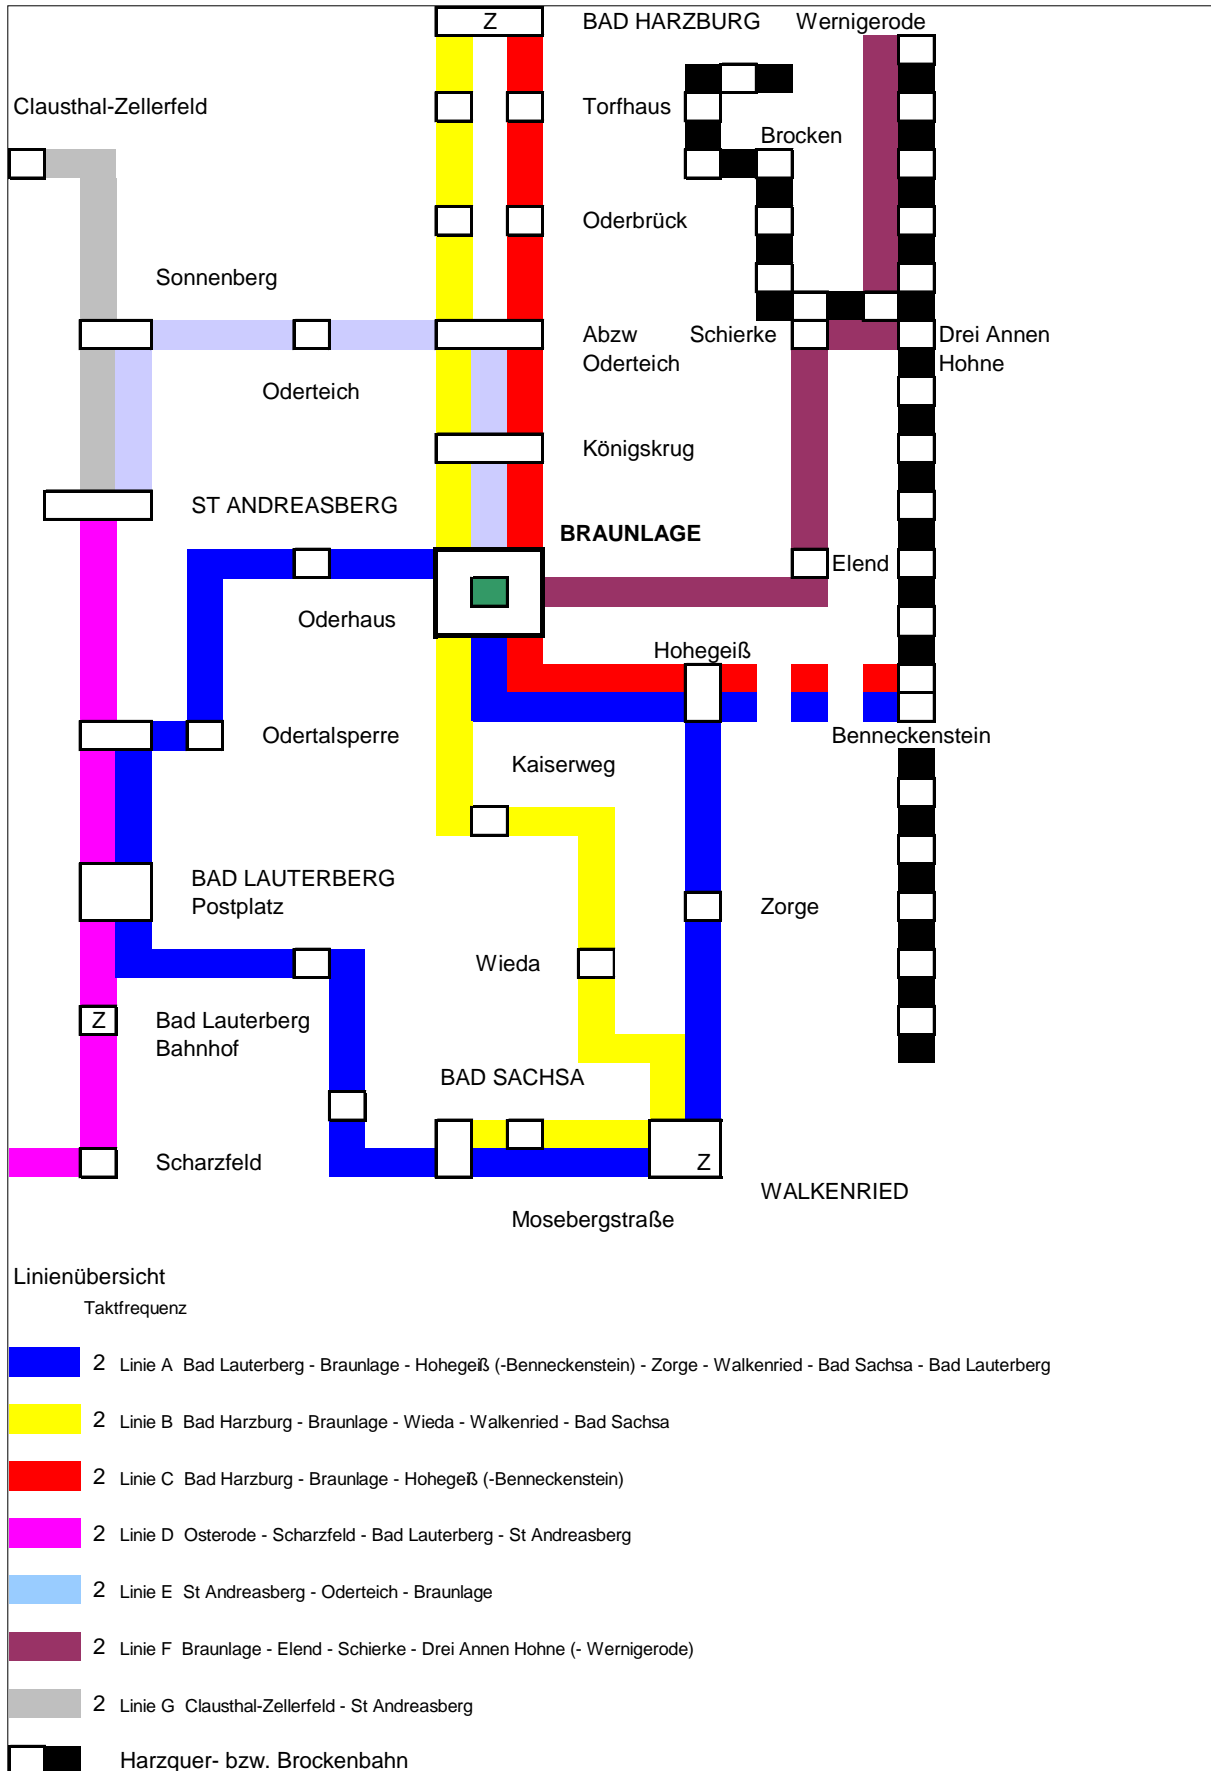 Z BAD HARZBURG Wernigerode
Clausthal-Zellerfeld Torfhaus
Brocken
Oderbrück
Sonnenberg
Abzw Schierke Drei Annen
Oderteich Hohne
Oderteich
Königskrug
ST ANDREASBERG
BRAUNLAGE
Elend
Oderhaus
Hohegeiß
Odertalsperre Benneckenstein
Kaiserweg
BAD LAUTERBERG
Postplatz Zorge
Wieda
Z Bad Lauterberg
Bahnhof
BAD SACHSA
Scharzfeld Z
WALKENRIED
Mosebergstraße
Linienübersicht
Taktfrequenz
2 Linie A Bad Lauterberg - Braunlage - Hohegeiß (-Benneckenstein) - Zorge - Walkenried - Bad Sachsa - Bad Lauterberg
2 Linie B Bad Harzburg - Braunlage - Wieda - Walkenried - Bad Sachsa
2 Linie C Bad Harzburg - Braunlage - Hohegeiß (-Benneckenstein)
2 Linie D Osterode - Scharzfeld - Bad Lauterberg - St Andreasberg
2 Linie E St Andreasberg - Oderteich - Braunlage
2 Linie F Braunlage - Elend - Schierke - Drei Annen Hohne (- Wernigerode)
2 Linie G Clausthal-Zellerfeld - St Andreasberg
Harzquer- bzw. Brockenbahn